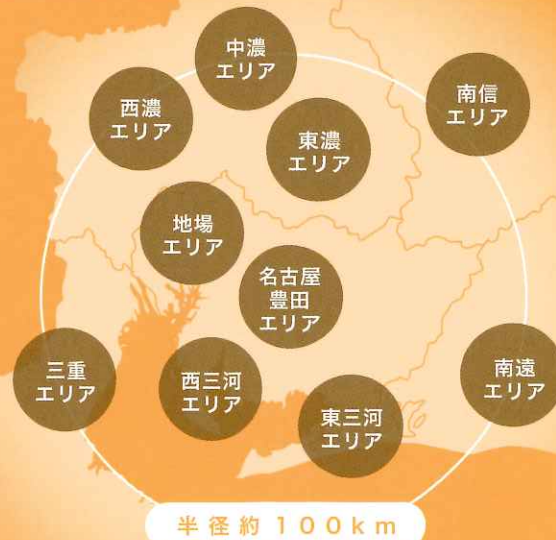 中濃
エリア
西濃
エリア
南信
エリア
東濃
エリア
地場
エリア
名古屋
豊田
エリア
三重
エリア
西三河
エリア
東三河
エリア
南遠
エリア
半径約100km